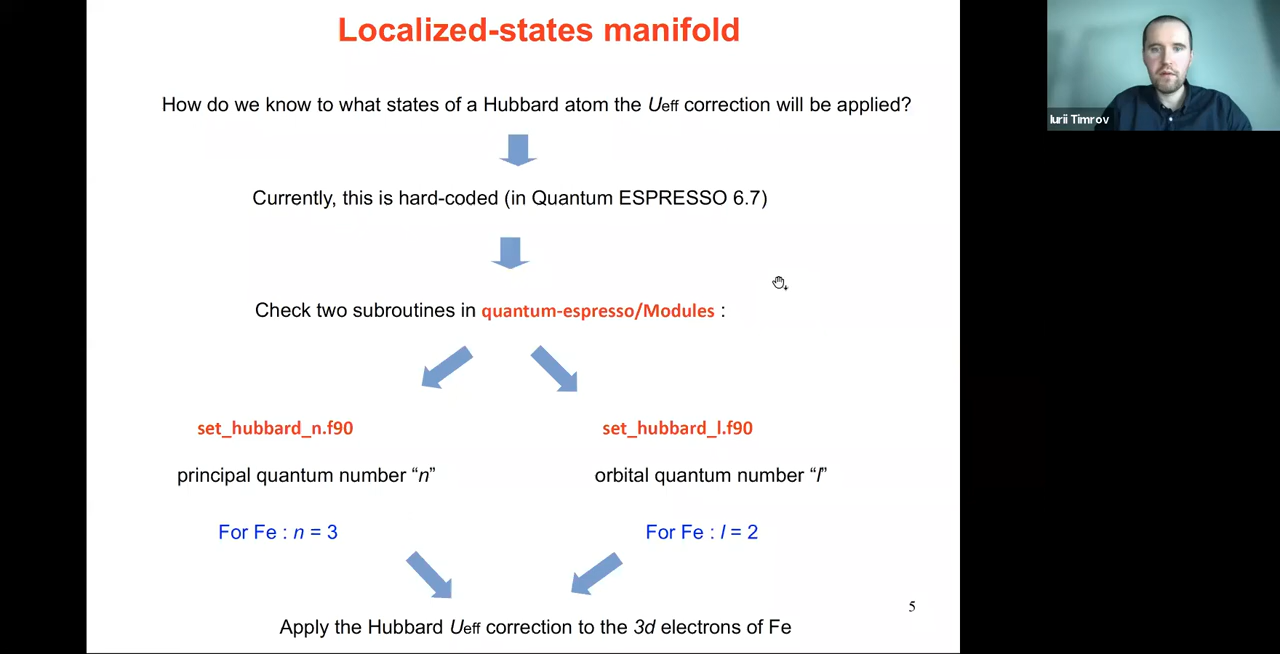 Localized-states manifold
How do we know to what states of a Hubbard atom the Ueff correction will be applied?
Iurii Timrov
Currently, this is hard-coded (in Quantum ESPRESSO 6.7)
Check two subroutines in quantum-espresso/Modules :
set_hubbard_n.f90
set_hubbard_l.f90
principal quantum number “n”
orbital quantum number “l”
For Fe : n = 3
For Fe : l = 2
5
Apply the Hubbard Ueff correction to the 3d electrons of Fe